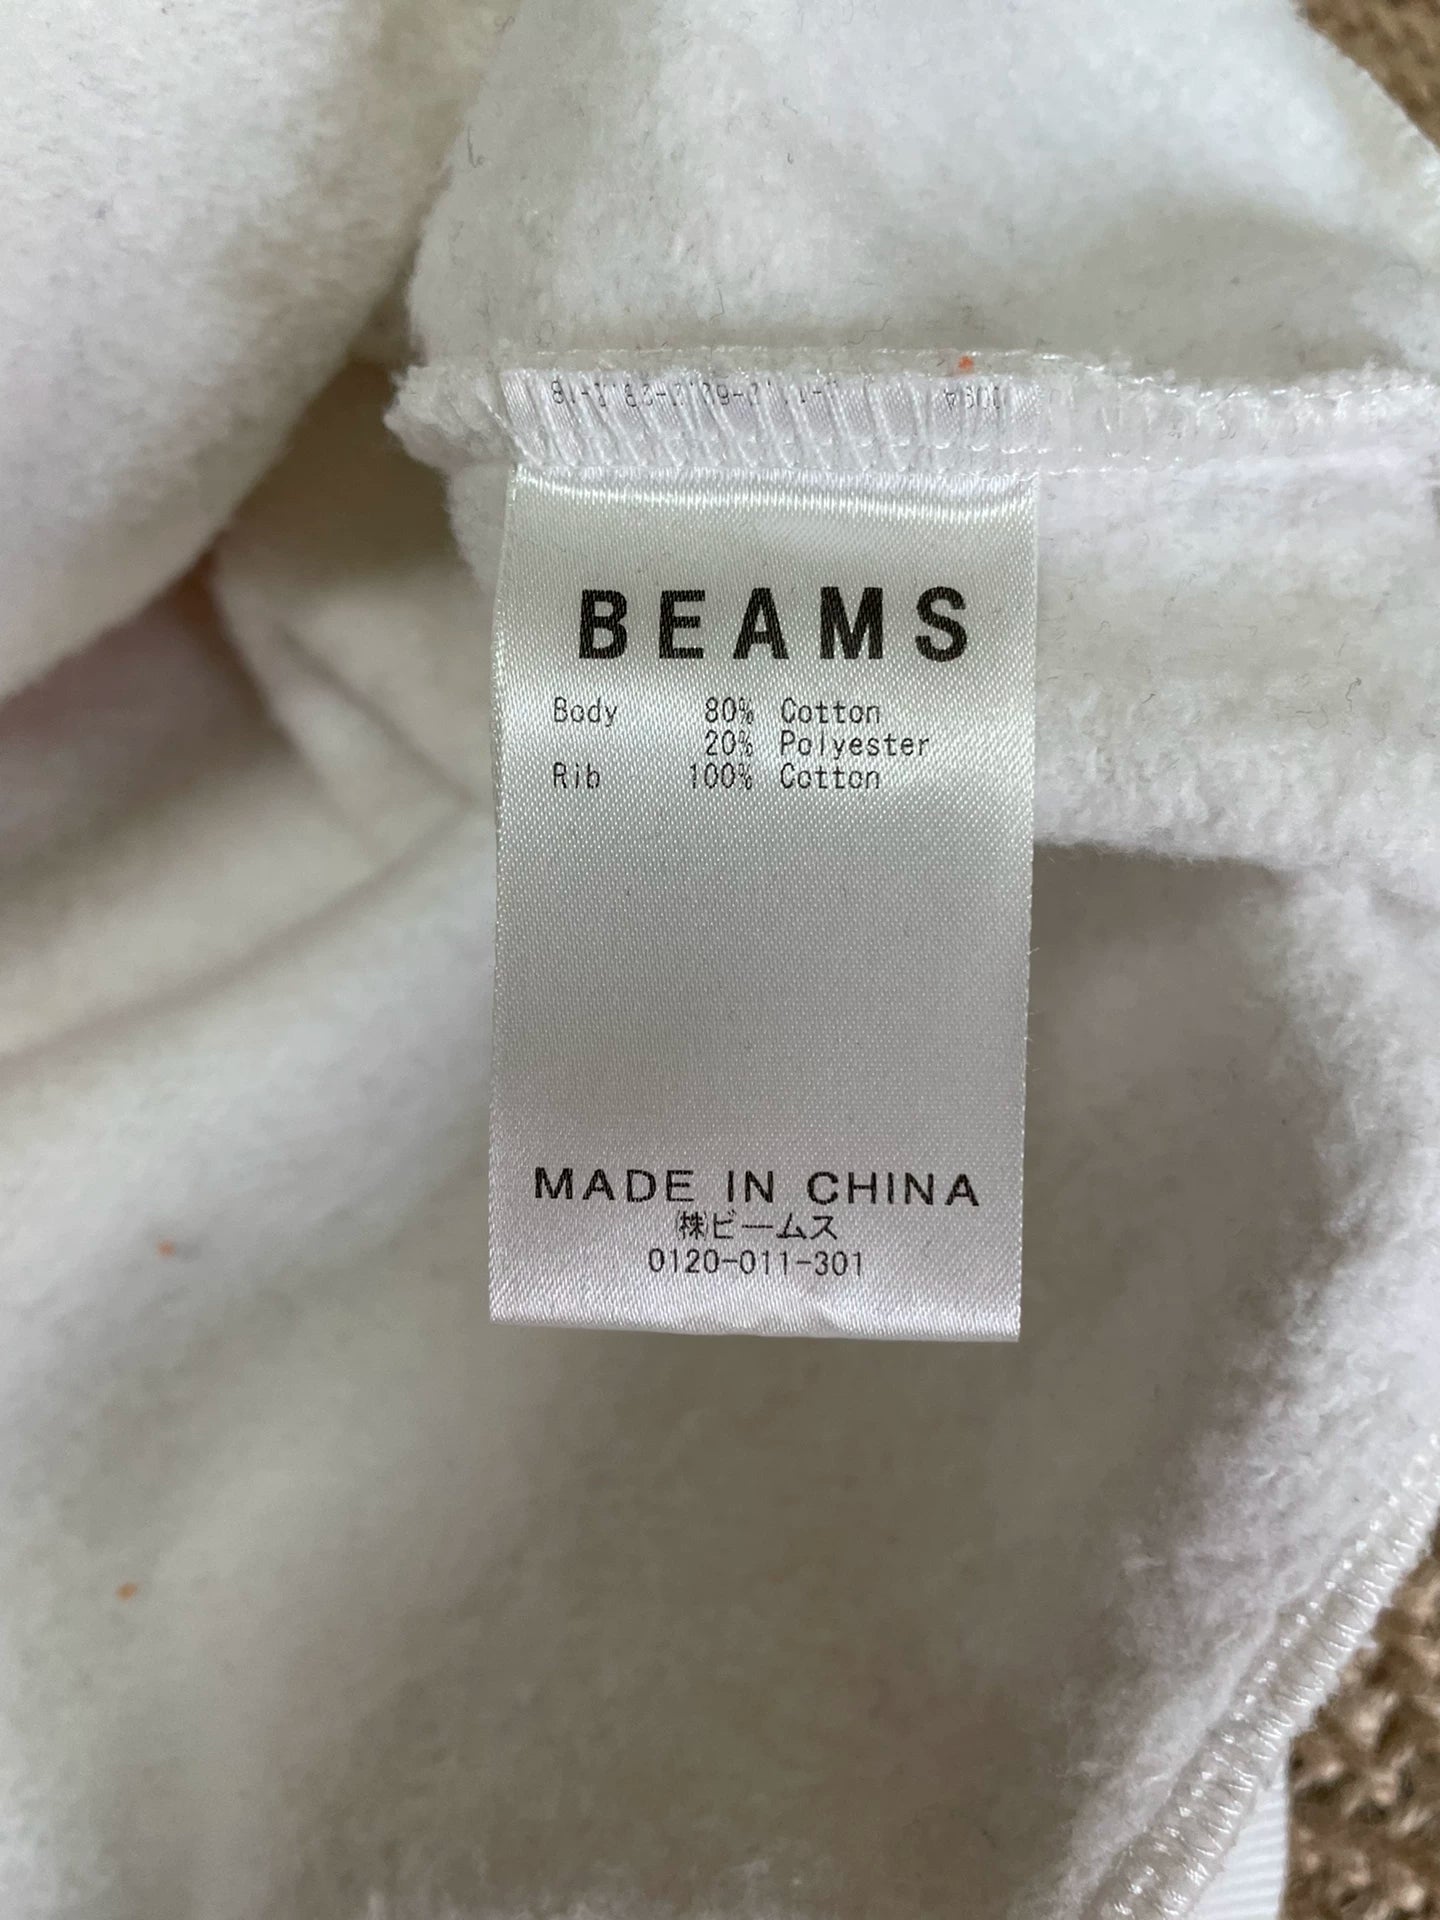 BEAMS
Body 80% Cotton
20% Polyester
Rib 100% Cotton
MADE IN CHINA
㈱ビームス
0120-011-301